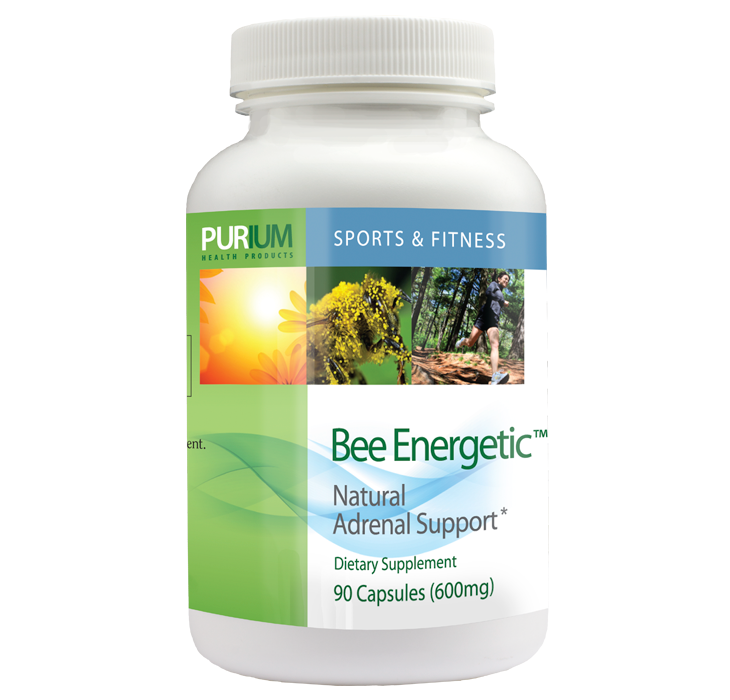 PURIUM
HEALTH PRODUCTS
SPORTS & FITNESS
ent.
Bee Energetic™
Natural
Adrenal Support*
Dietary Supplement
90 Capsules (600mg)